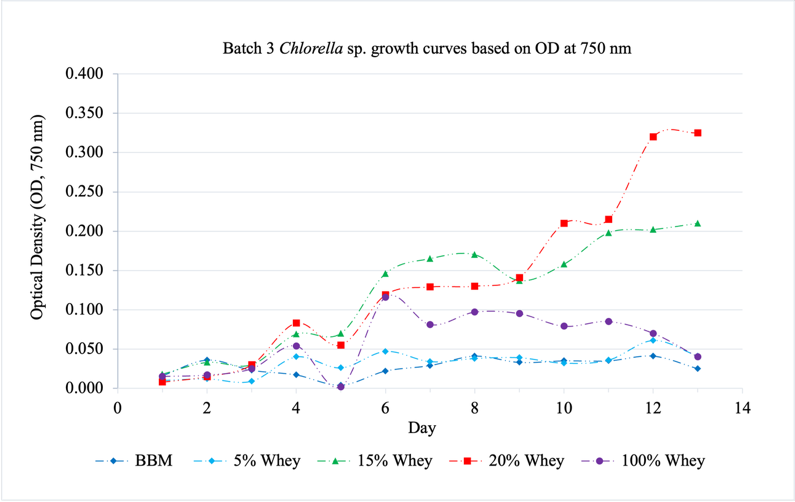 Batch 3 Chlorella sp. growth curves based on OD at 750 nm
0.400
0.350
0.300
0.250
0.200
0.150
0.100
0.050
0.000
Optical Density (OD, 750 nm)
0 2 4 6 8 10 12 14
Day
BBM 5% Whey 15% Whey 20% Whey 100% Whey